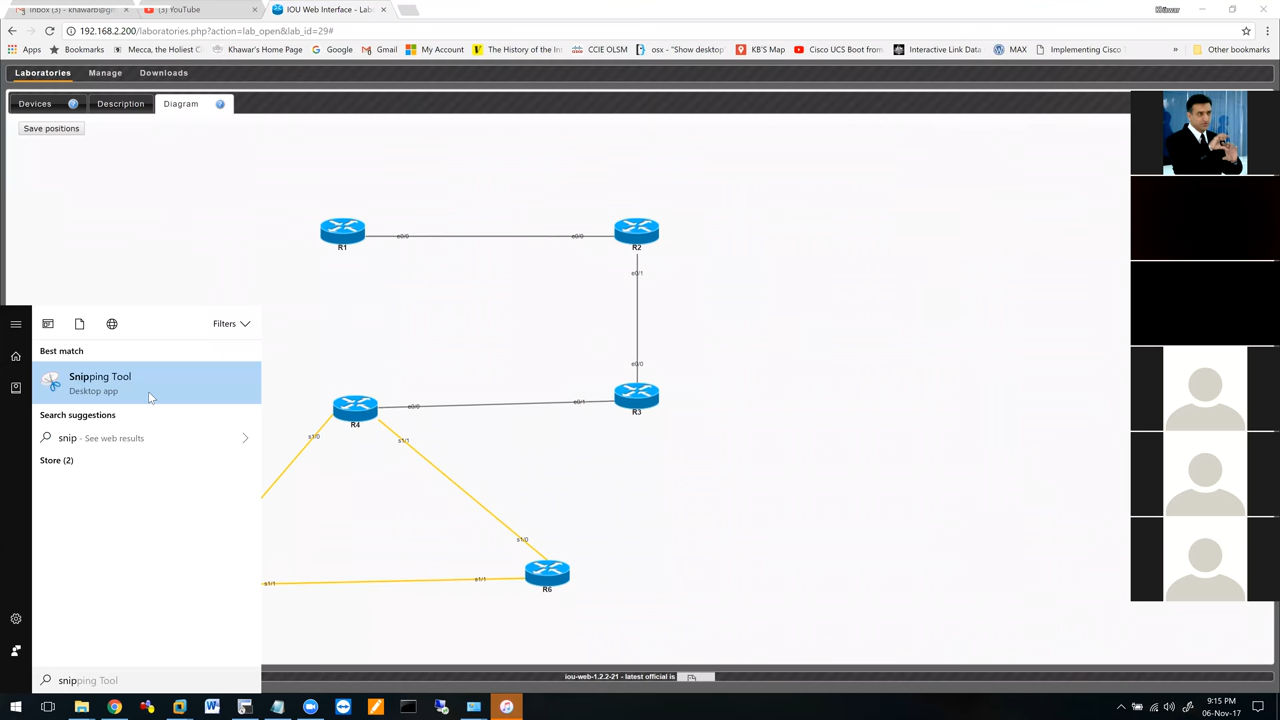 Inbox (3) - khawarb@gm
(3) YouTube
IOU Web Interface - Lab
Khawar
192.168.2.200/laboratories.php?action=lab_open&lab_id=29#
Apps Bookmarks Mecca, the Holiest C Khawar's Home Page Google Gmail My Account The History of the Int CCIE OLSM osx - "Show desktop" KB'S Map Cisco UCS Boot from Interactive Link Data MAX Implementing Cisco T Other bookmarks
Laboratories Manage Downloads
Devices ? Description Diagram ?
Save positions
e0/0 e0/0
R1 R2
e0/1
Filters
Best match
e0/0
Snipping Tool
Desktop app
e0/0 e0/1
R3
Search suggestions
R4
snip - See web results
s1/0 s1/1
Store (2)
s1/0
s1/1 s1/1
R6
iou-web-1.2.2-21 - latest official is
snipping Tool
9:15 PM
06-Nov-17